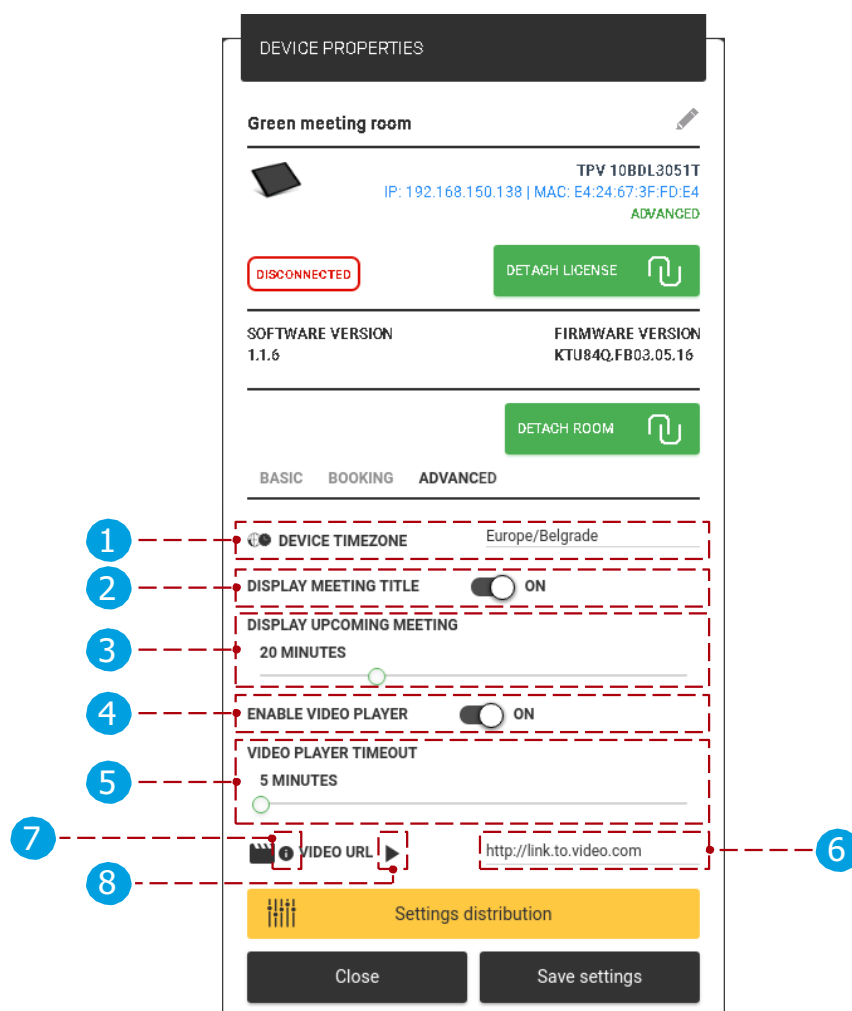 DEVICE PROPERTIES
Green meeting room
TPV 10BDL3051T
IP: 192.168.150.138 | MAC: E4:24:67:3F:FD:E4
ADVANCED
DISCONNECTED
DETACH LICENSE
SOFTWARE VERSION FIRMWARE VERSION
1.1.6 KTU84Q.FB03.05.16
DETACH ROOM
BASIC BOOKING ADVANCED
1 DEVICE TIMEZONE Europe/Belgrade
2 DISPLAY MEETING TITLE ON
DISPLAY UPCOMING MEETING
3 20 MINUTES
4 ENABLE VIDEO PLAYER ON
VIDEO PLAYER TIMEOUT
5 5 MINUTES
7 VIDEO URL http://link.to.video.com 6
8
Settings distribution
Close Save settings